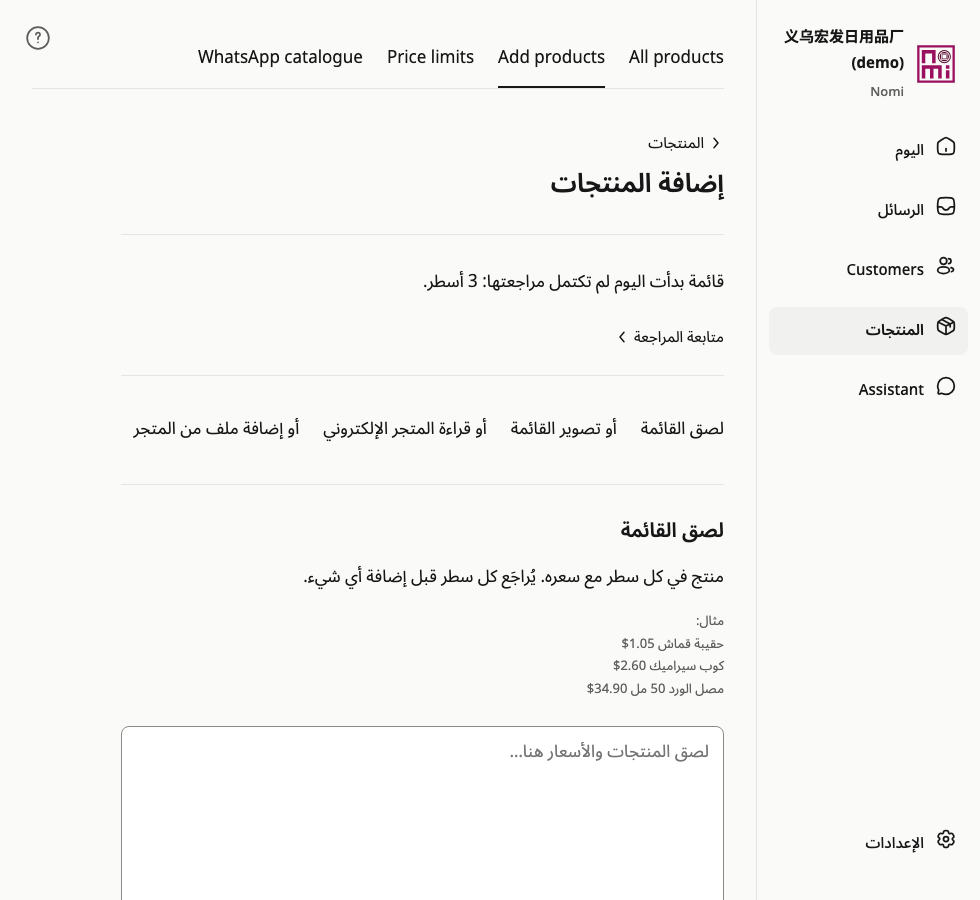 义乌宏发日用品厂
(demo)
Nomi
اليوم
الرسائل
Customers
المنتجات
Assistant
الإعدادات
All products
Add products
Price limits
WhatsApp catalogue
?
المنتجات
إضافة المنتجات
قائمة بدأت اليوم لم تكتمل مراجعتها: 3 أسطر.
متابعة المراجعة
لصق القائمة
أو تصوير القائمة
أو قراءة المتجر الإلكتروني
أو إضافة ملف من المتجر
لصق القائمة
منتج في كل سطر مع سعره. يُراجَع كل سطر قبل إضافة أي شيء.
مثال:
حقيبة قماش 1.05$
كوب سيراميك 2.60$
مصل الورد 50 مل 34.90$
لصق المنتجات والأسعار هنا...